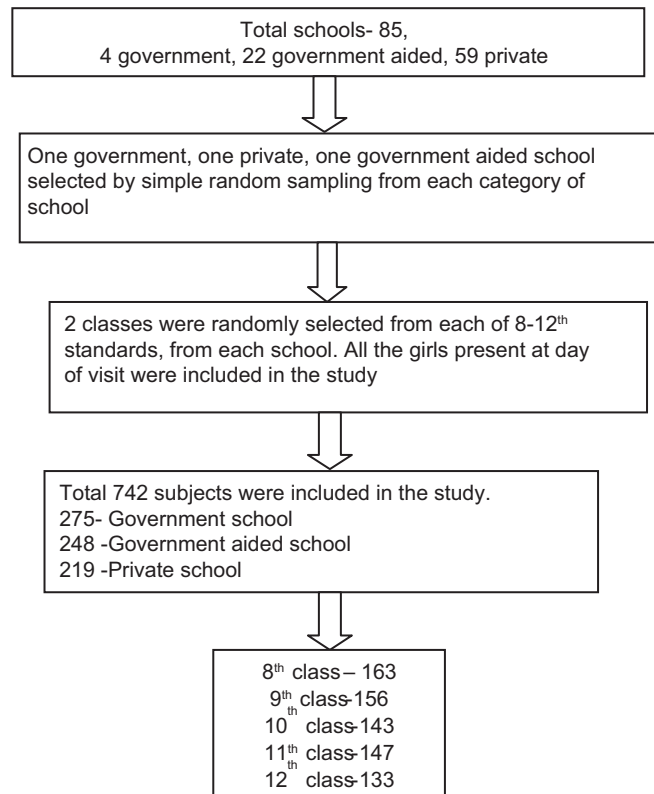 Total schools- 85,
4 government, 22 government aided, 59 private
One government, one private, one government aided school
selected by simple random sampling from each category of
school
2 classes were randomly selected from each of 8-12th
standards, from each school. All the girls present at day
of visit were included in the study
Total 742 subjects were included in the study.
275- Government school
248 -Government aided school
219 -Private school
8th class – 163
9th class-156
10th class-143
11th class-147
12th class-133